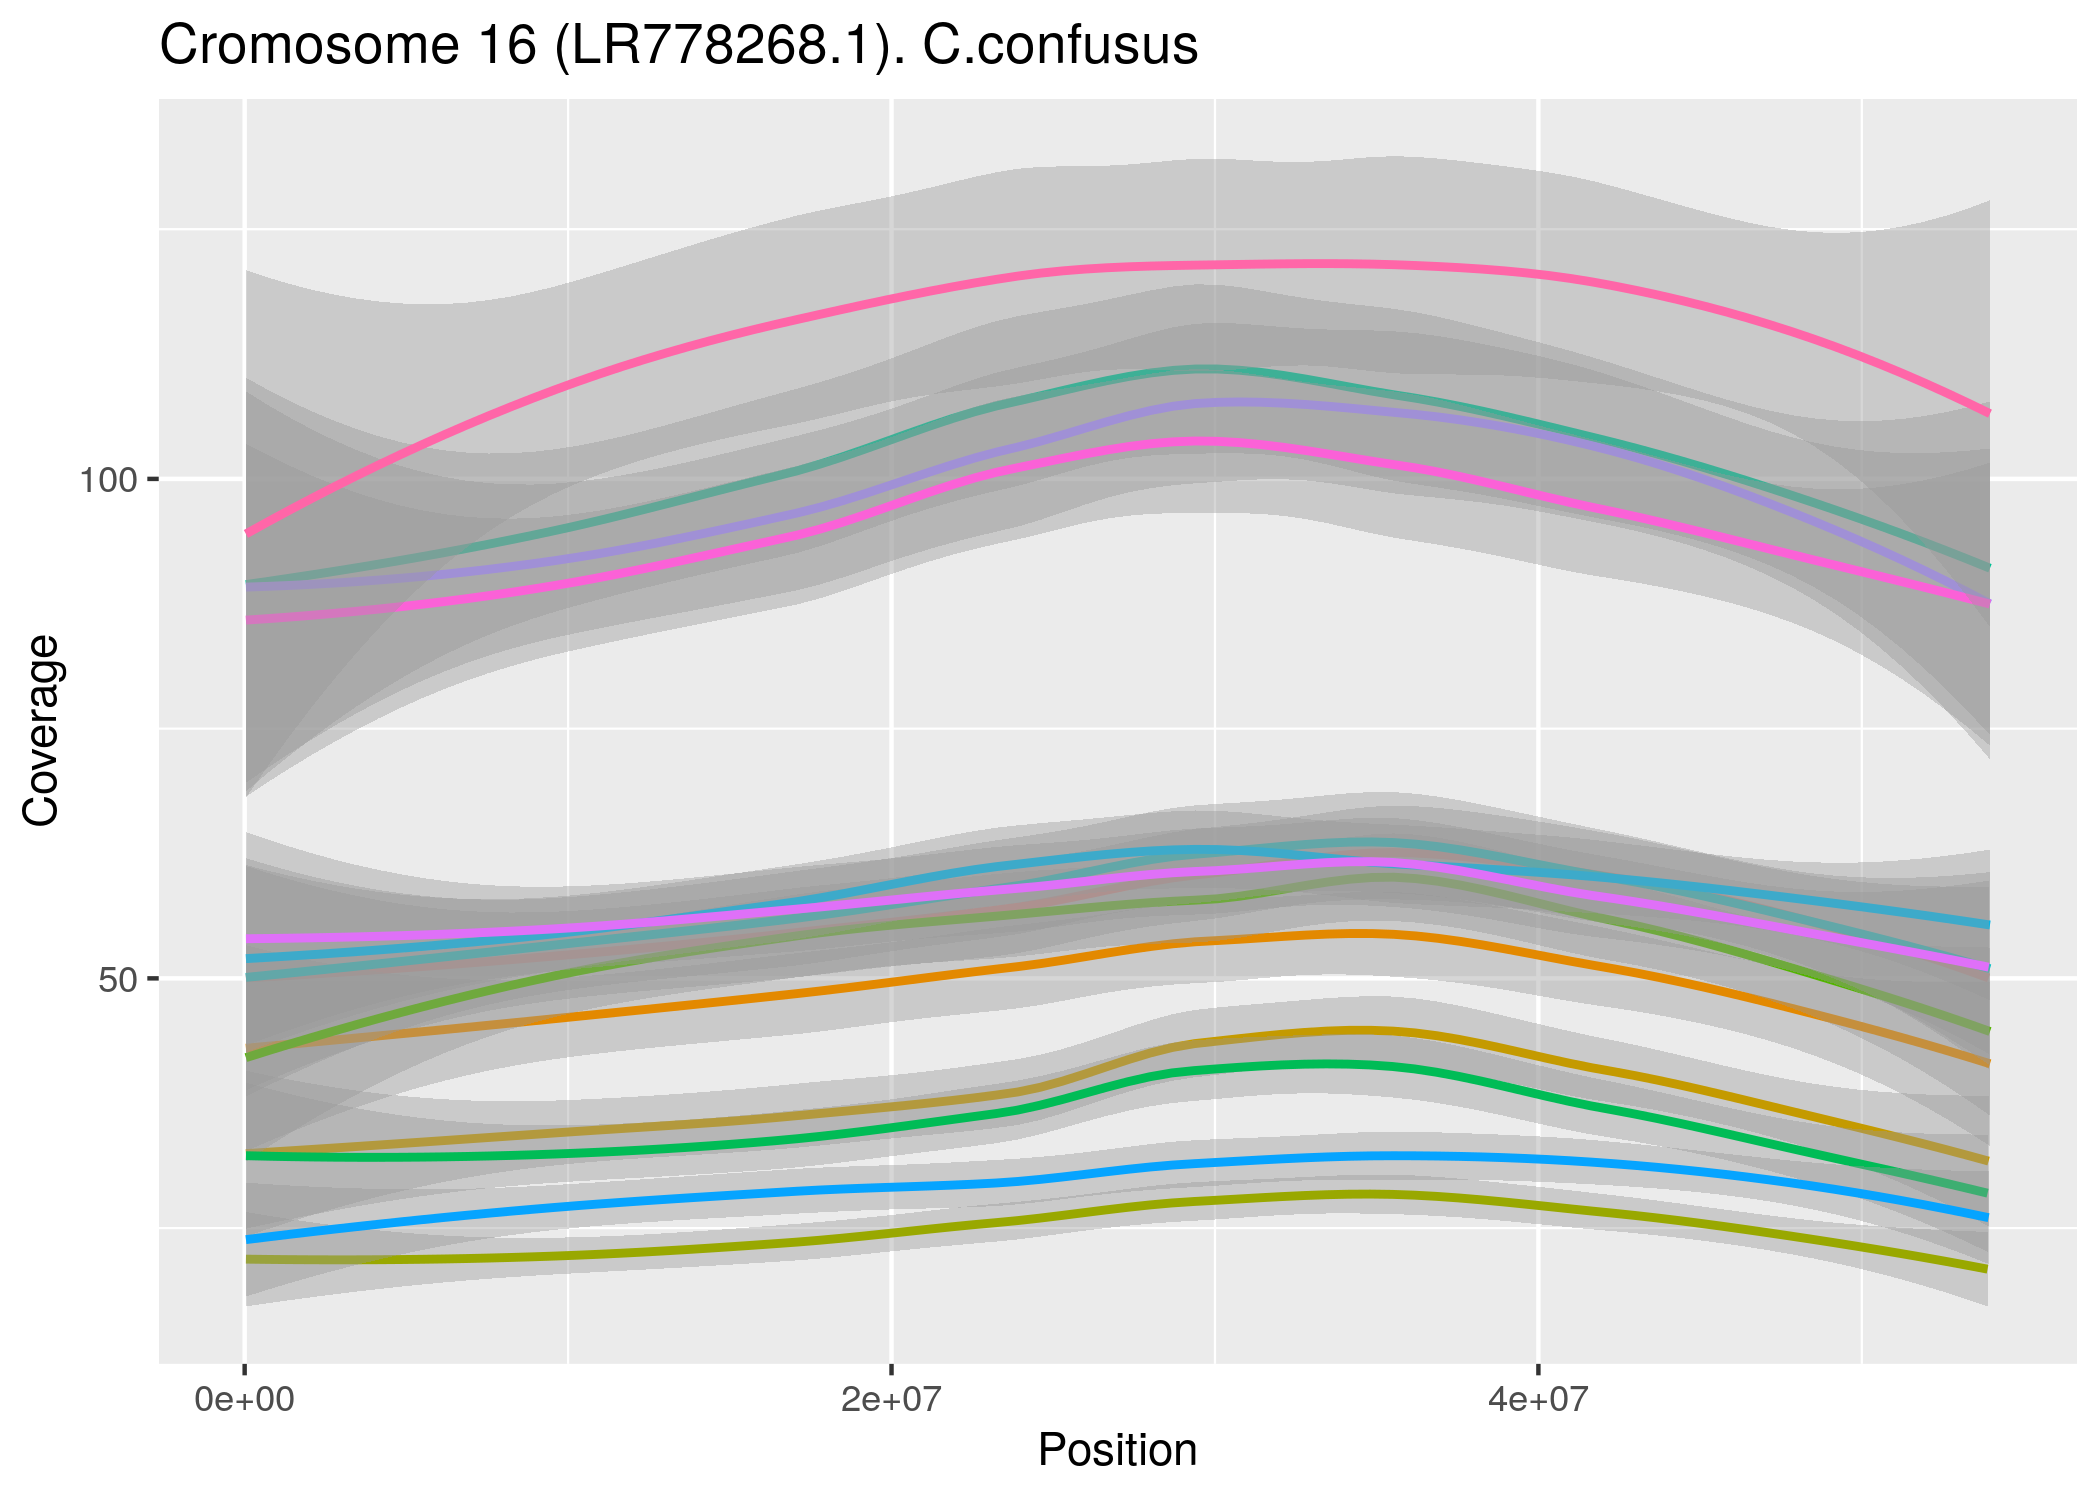 Cromosome 16 (LR778268.1). C.confusus
Coverage
100
50
0e+00 2e+07 4e+07
Position